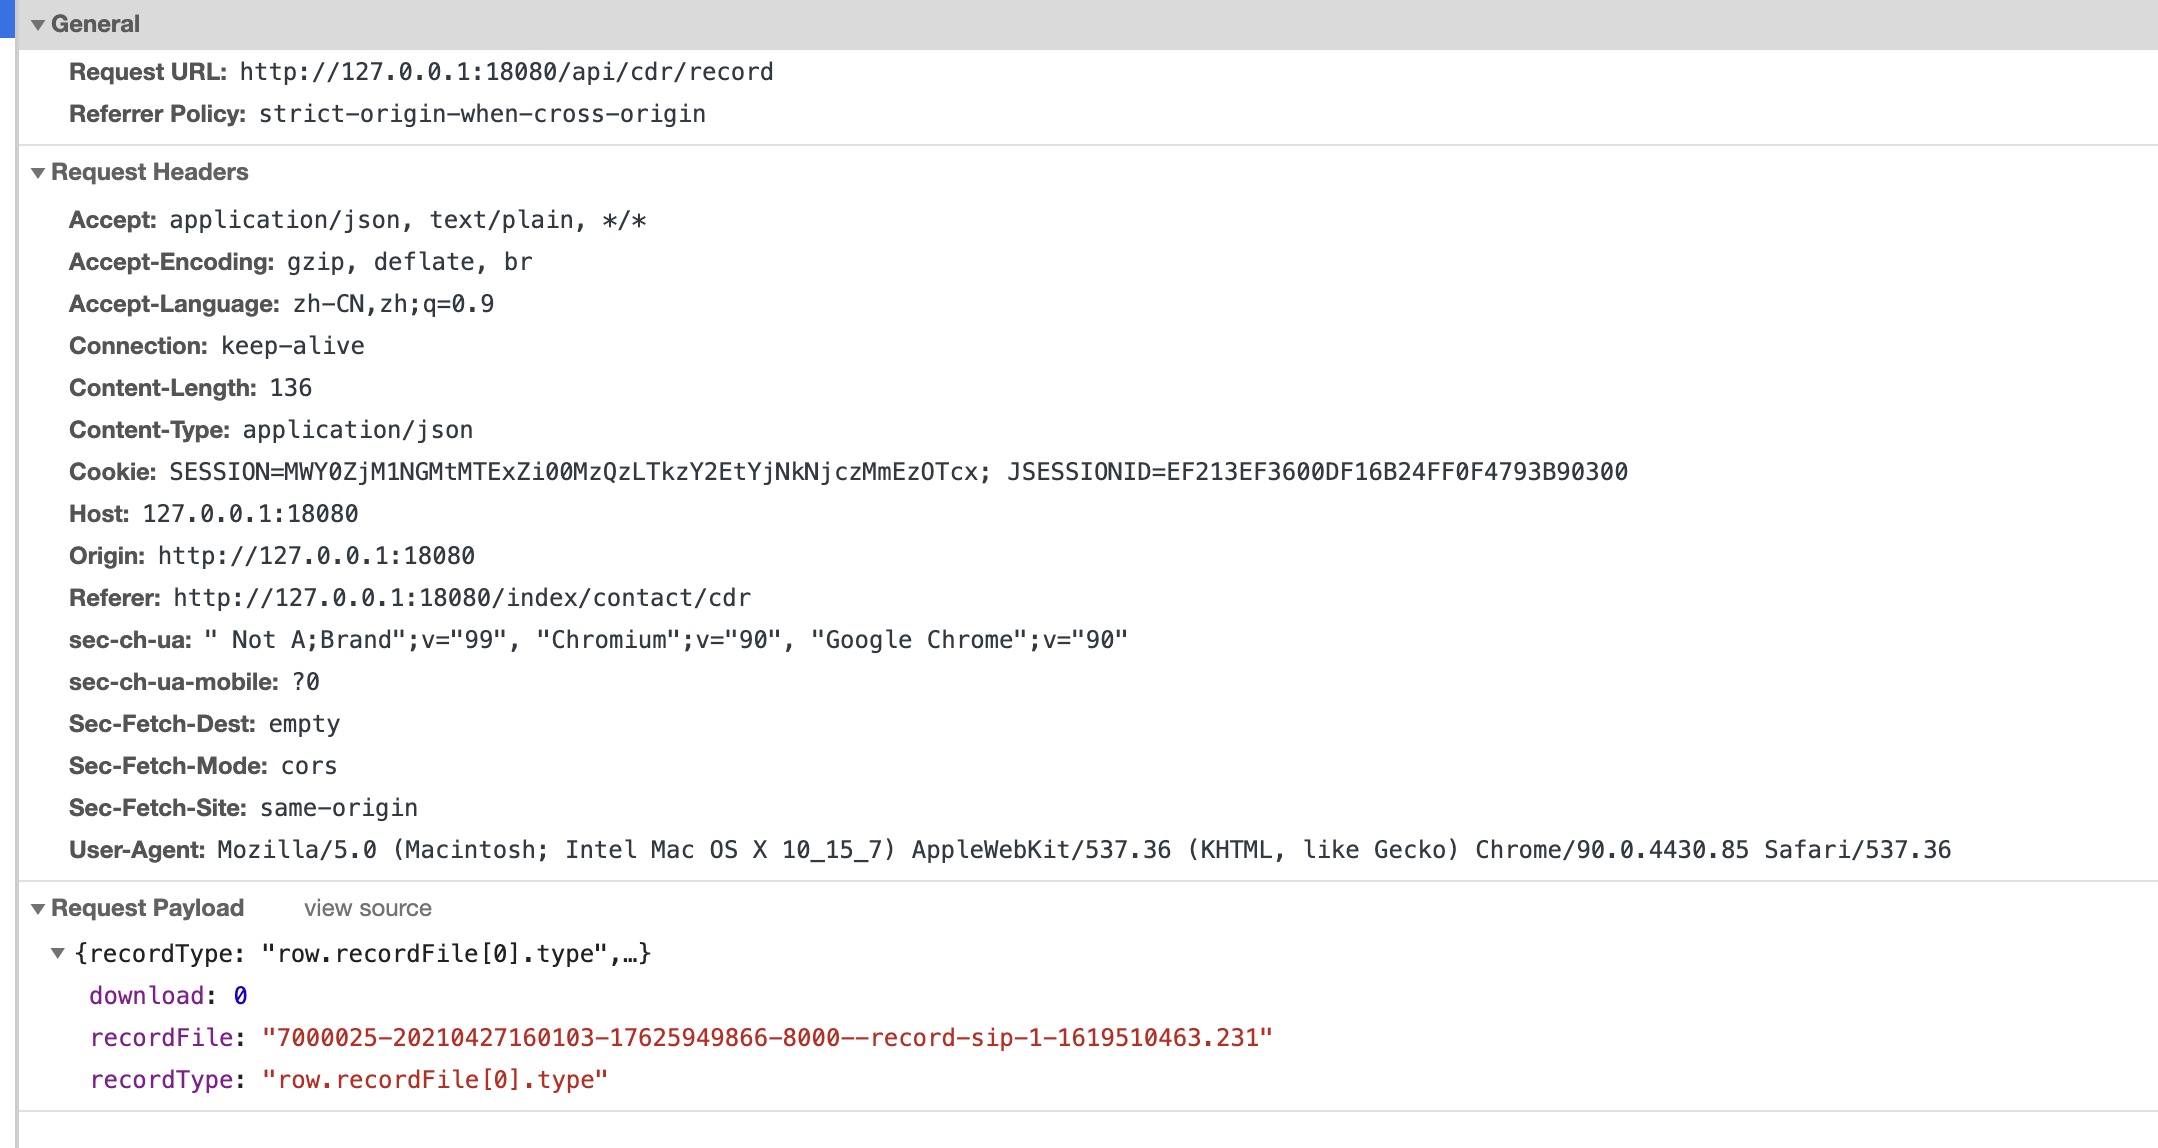 General
Request URL: http://127.0.0.1:18080/api/cdr/record
Referrer Policy: strict-origin-when-cross-origin
Request Headers
Accept: application/json, text/plain, */*
Accept-Encoding: gzip, deflate, br
Accept-Language: zh-CN,zh;q=0.9
Connection: keep-alive
Content-Length: 136
Content-Type: application/json
Cookie: SESSION=MWY0ZjM1NGMtMTExZi00MzQzLTkzY2EtYjNkNjczMmEzOTcx; JSESSIONID=EF213EF3600DF16B24FF0F4793B90300
Host: 127.0.0.1:18080
Origin: http://127.0.0.1:18080
Referer: http://127.0.0.1:18080/index/contact/cdr
sec-ch-ua: " Not A;Brand";v="99", "Chromium";v="90", "Google Chrome";v="90"
sec-ch-ua-mobile: ?0
Sec-Fetch-Dest: empty
Sec-Fetch-Mode: cors
Sec-Fetch-Site: same-origin
User-Agent: Mozilla/5.0 (Macintosh; Intel Mac OS X 10_15_7) AppleWebKit/537.36 (KHTML, like Gecko) Chrome/90.0.4430.85 Safari/537.36
Request Payload view source
{recordType: "row.recordFile[0].type",…}
download: 0
recordFile: "7000025-20210427160103-17625949866-8000--record-sip-1-1619510463.231"
recordType: "row.recordFile[0].type"